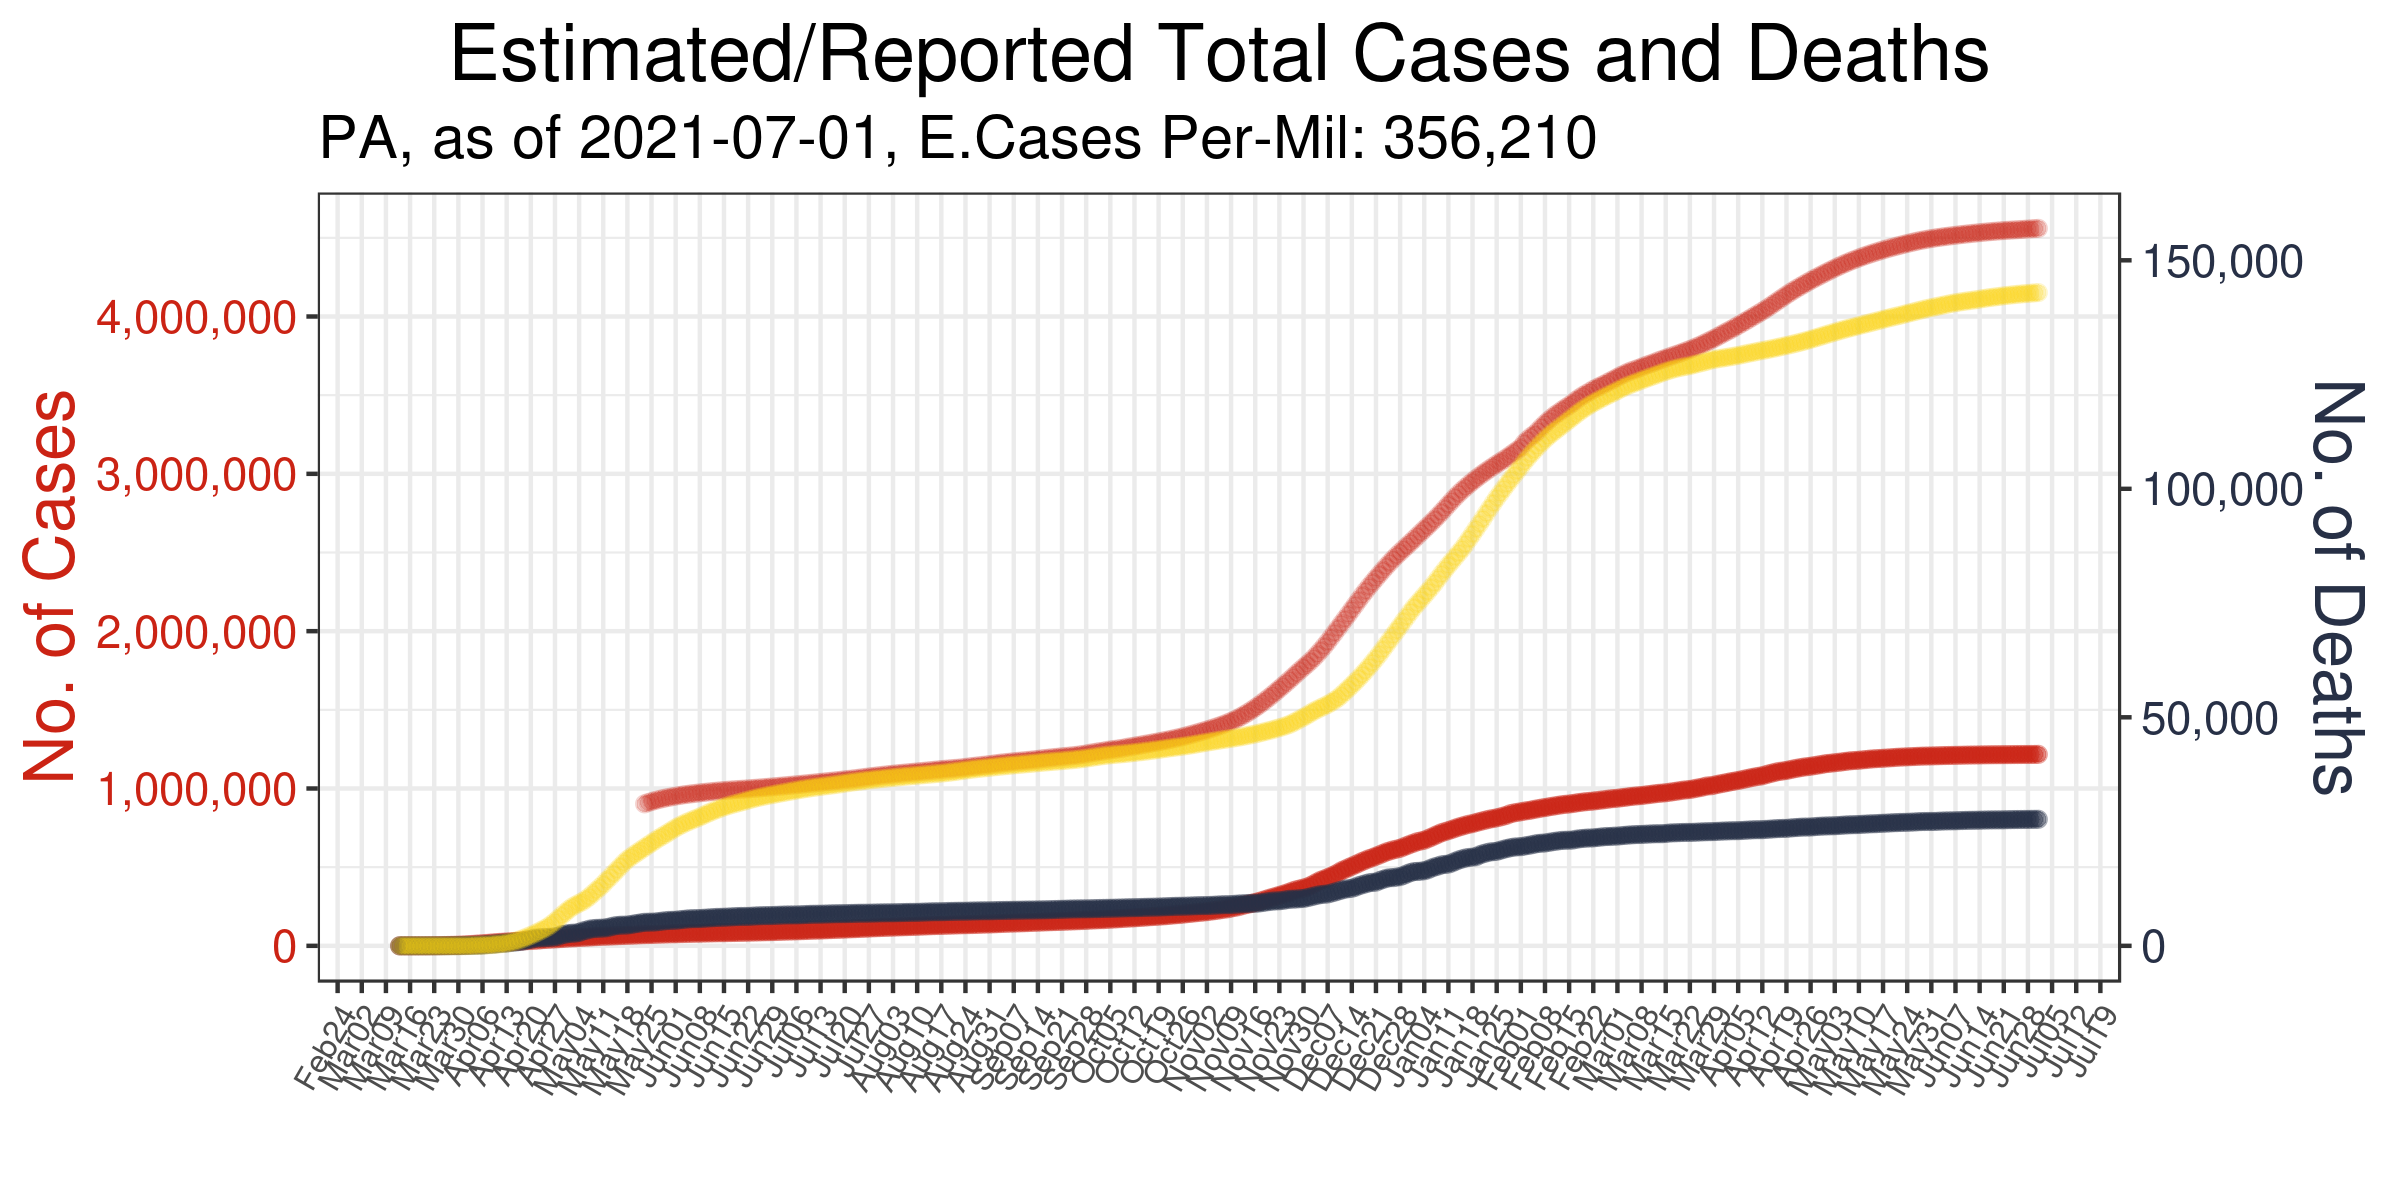 Estimated/Reported Total Cases and Deaths
PA, as of 2021-07-01, E.Cases Per-Mil: 356,210
No. of Cases
4,000,000
3,000,000
2,000,000
1,000,000
0
150,000
100,000
50,000
0
No. of Deaths
Feb24
Mar02
Mar09
Mar16
Mar23
Mar30
Apr06
Apr13
Apr20
Apr27
May04
May11
May18
May25
Jun01
Jun08
Jun15
Jun22
Jun29
Jul06
Jul13
Jul20
Jul27
Aug03
Aug10
Aug17
Aug24
Aug31
Sep07
Sep14
Sep21
Sep28
Oct05
Oct12
Oct19
Oct26
Nov02
Nov09
Nov16
Nov23
Nov30
Dec07
Dec14
Dec21
Dec28
Jan04
Jan11
Jan18
Jan25
Feb01
Feb08
Feb15
Feb22
Mar01
Mar08
Mar15
Mar22
Mar29
Apr05
Apr12
Apr19
Apr26
May03
May10
May17
May24
May31
Jun07
Jun14
Jun21
Jun28
Jul05
Jul12
Jul19